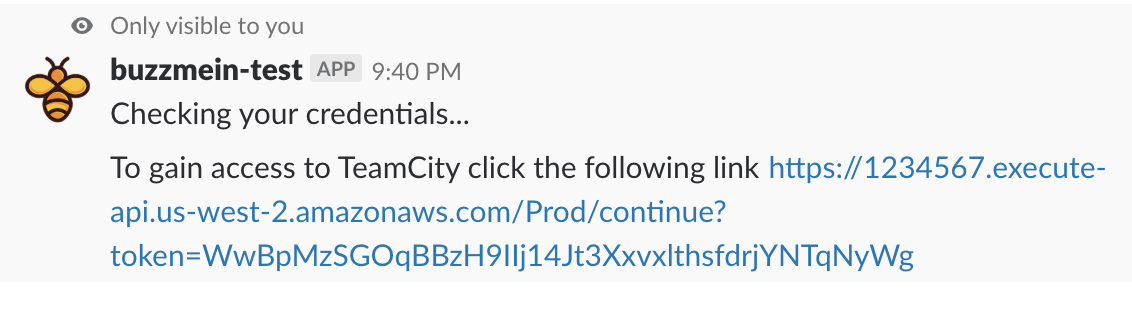 Only visible to you
buzzmein-test APP 9:40 PM
Checking your credentials...
To gain access to TeamCity click the following link https://1234567.execute-
api.us-west-2.amazonaws.com/Prod/continue?
token=WwBpMzSGOqBBzH9IIj14Jt3XxvxlthsfdrjYNTqNyWg